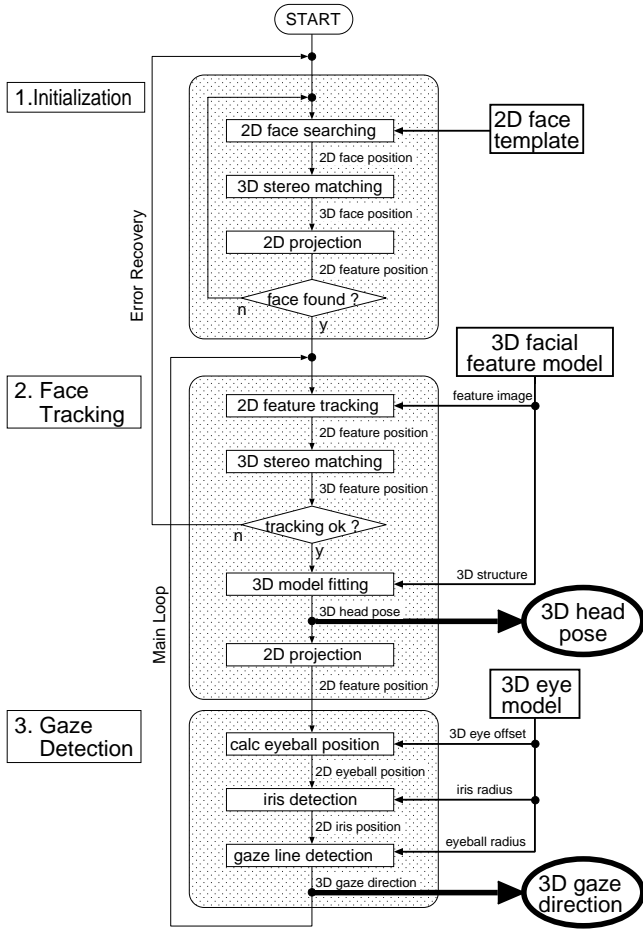 START
1.Initialization
2D face searching
2D face
template
2D face position
3D stereo matching
3D face position
2D projection
2D feature position
face found ?
n
y
Error Recovery
3D facial
feature model
2. Face
Tracking
feature image
2D feature tracking
2D feature position
3D stereo matching
3D feature position
tracking ok ?
n
y
3D structure
3D model fitting
3D head pose
3D head
pose
Main Loop
2D projection
2D feature position
3D eye
model
3. Gaze
Detection
3D eye offset
calc eyeball position
2D eyeball position
iris radius
iris detection
2D iris position
eyeball radius
gaze line detection
3D gaze direction
3D gaze
direction